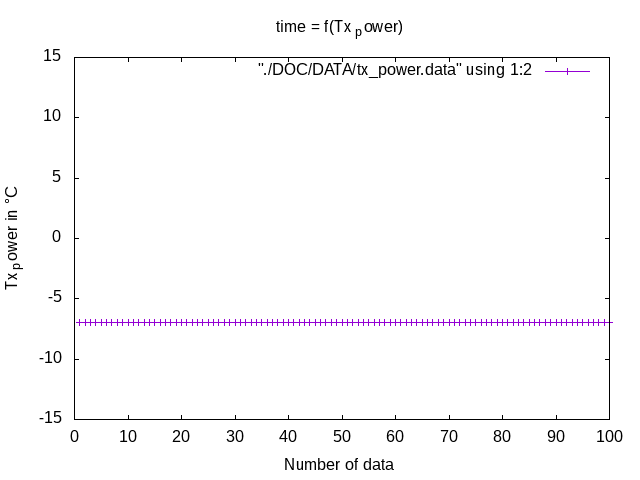 time = f(Tx power)
"./DOC/DATA/tx_power.data" using 1:2
15
10
5
0
-5
-10
-15
Tx power in °C
0 10 20 30 40 50 60 70 80 90 100
Number of data